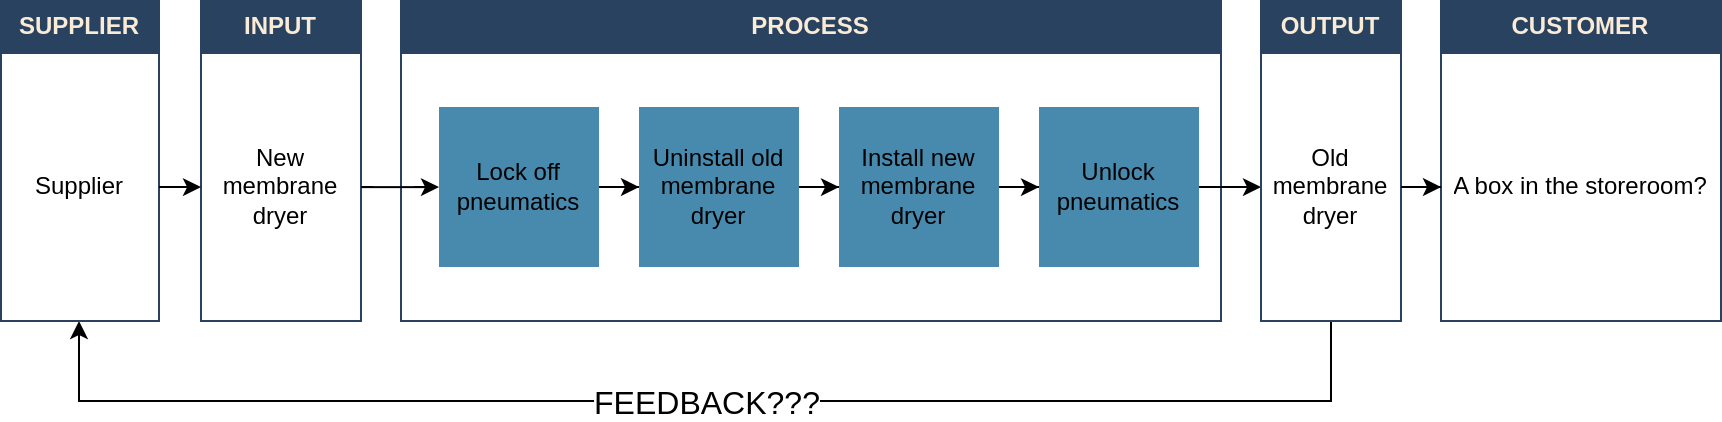 SUPPLIER
INPUT
PROCESS
OUTPUT
CUSTOMER
Supplier
New
membrane
dryer
Lock off
pneumatics
Uninstall old
membrane
dryer
Install new
membrane
dryer
Unlock
pneumatics
Old
membrane
dryer
A box in the storeroom?
FEEDBACK???